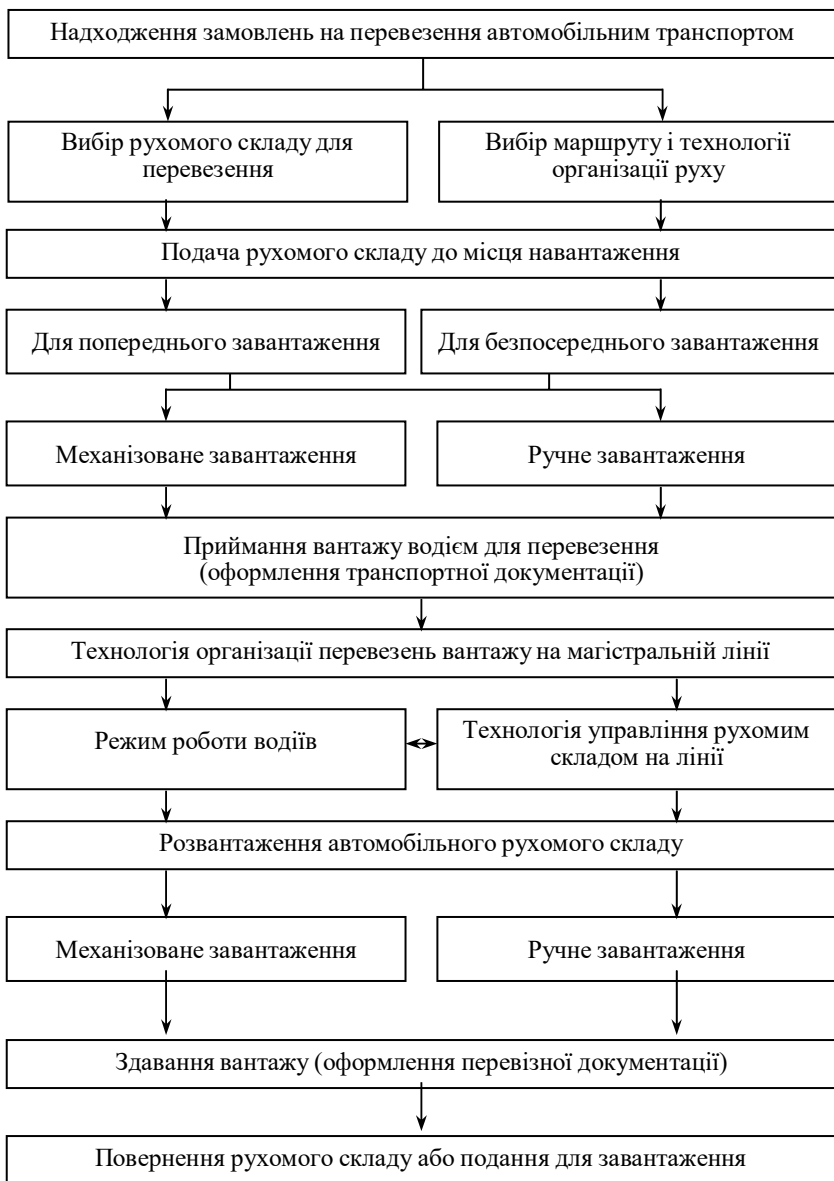 Надходження замовлень на перевезення автомобільним транспортом
Вибір рухомого складу для
перевезення
Вибір маршруту і технології
організації руху
Подача рухомого складу до місця навантаження
Для попереднього завантаження
Для безпосереднього завантаження
Механізоване завантаження
Ручне завантаження
Приймання вантажу водієм для перевезення
(оформлення транспортної документації)
Технологія організації перевезень вантажу на магістральній лінії
Режим роботи водіїв
Технологія управління рухомим
складом на лінії
Розвантаження автомобільного рухомого складу
Механізоване завантаження
Ручне завантаження
Здавання вантажу (оформлення перевізної документації)
Повернення рухомого складу або подання для завантаження